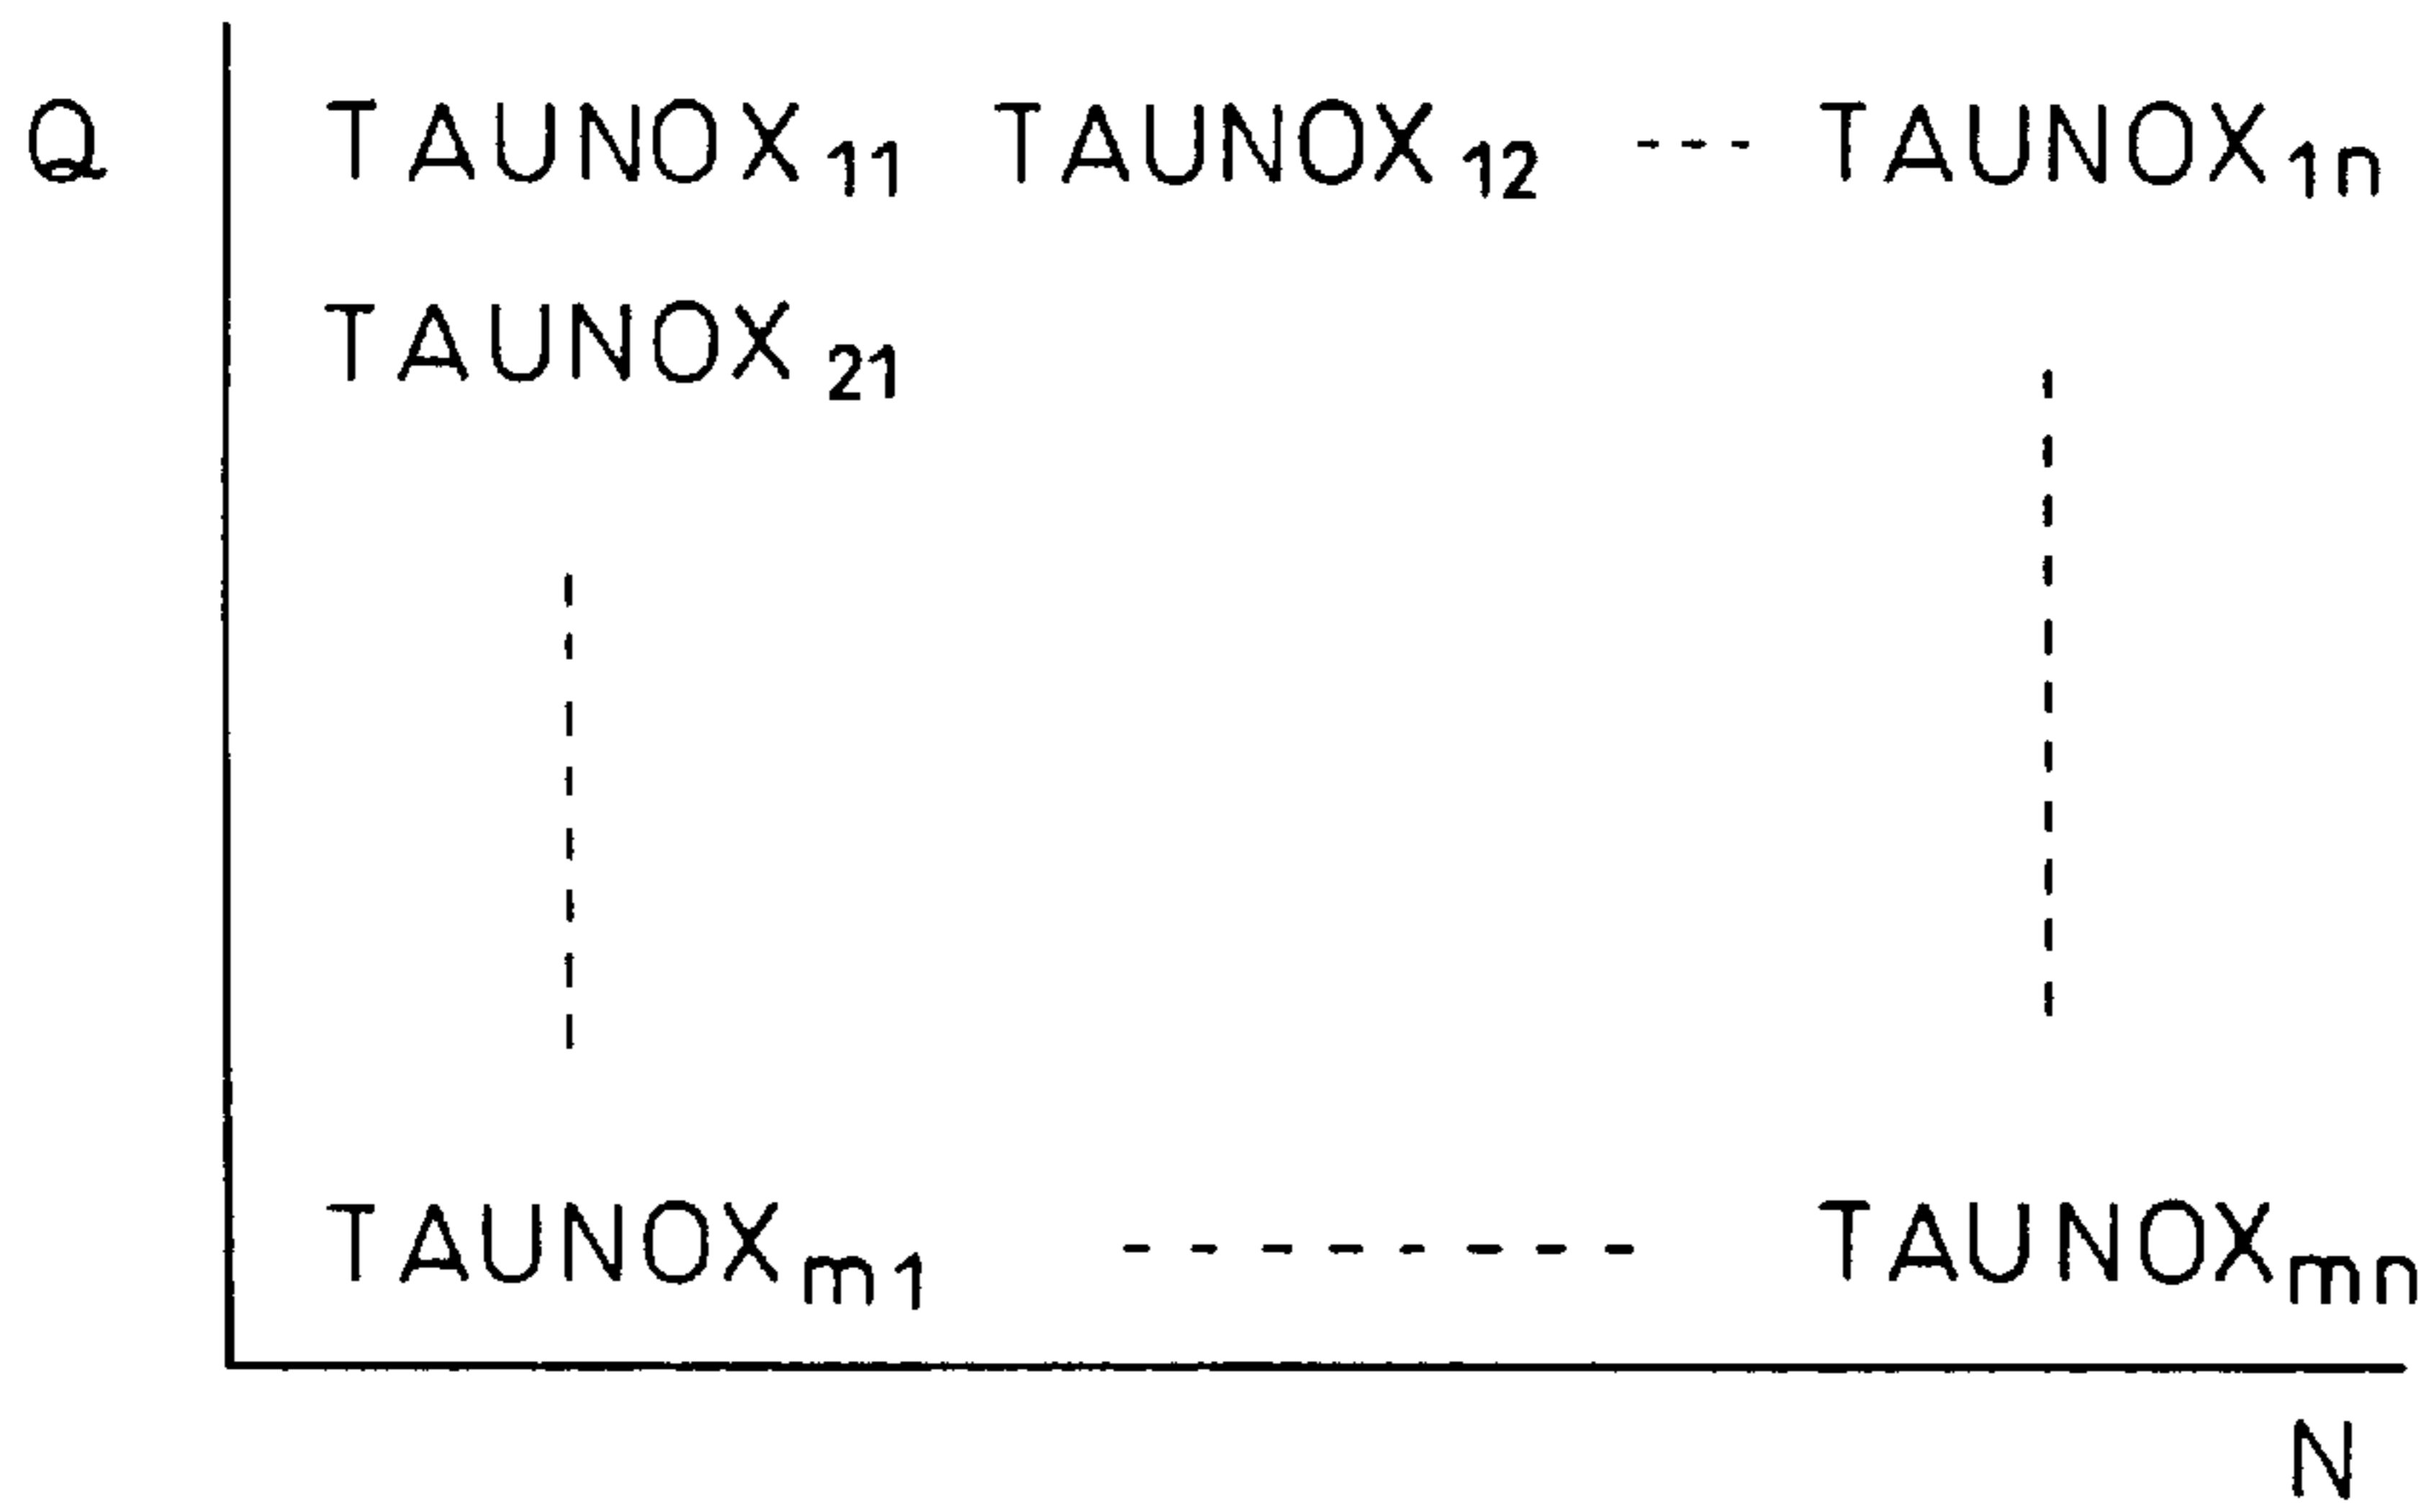 Q TAUNOX11 TAUNOX12 --- TAUNOX1n
TAUNOX21
TAUNOXm1 -------- TAUNOXmn
N